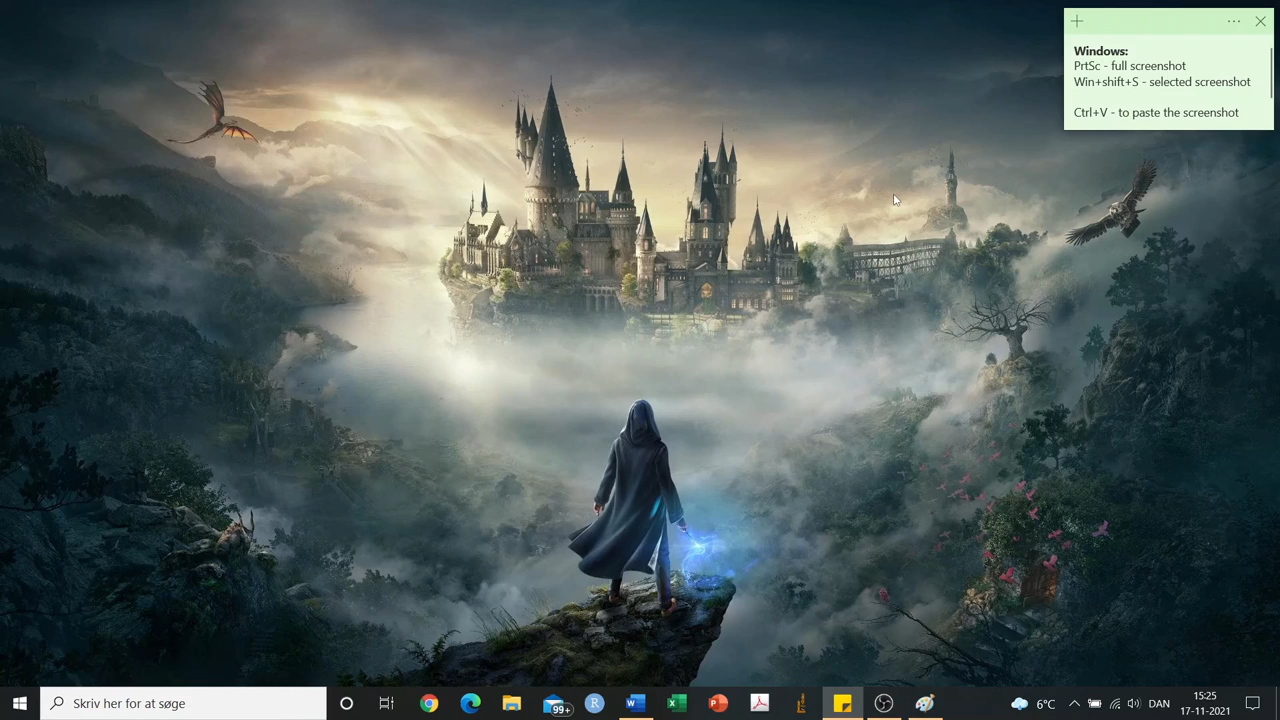 Windows:
PrtSc - full screenshot
Win+shift+S - selected screenshot
Ctrl+V - to paste the screenshot
Skriv her for at søge
99+
R
W
X
P
6°C
DAN
15:25
17-11-2021